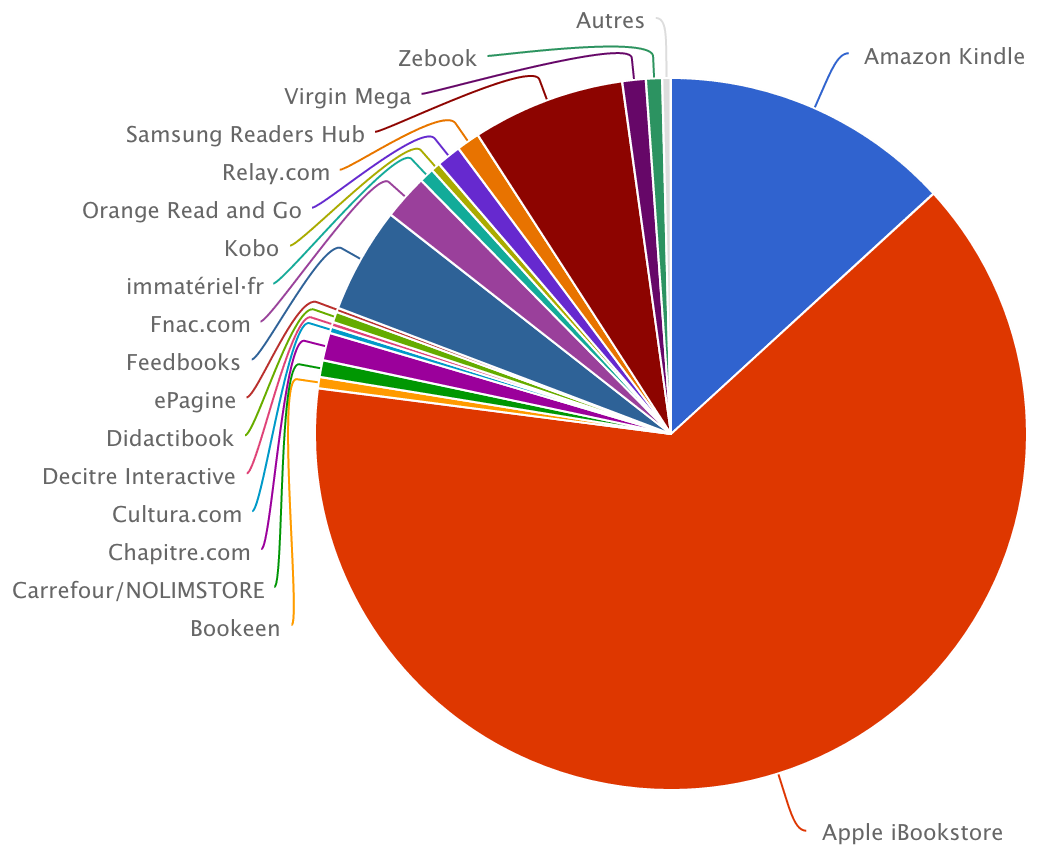 Autres
Amazon Kindle
Zebook
Virgin Mega
Samsung Readers Hub
Relay.com
Orange Read and Go
Kobo
immatériel·fr
Fnac.com
Feedbooks
ePagine
Didactibook
Decitre Interactive
Cultura.com
Chapitre.com
Carrefour/NOLIMSTORE
Bookeen
Apple iBookstore